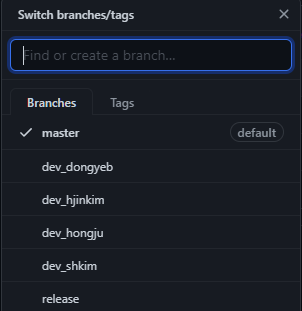 Switch branches/tags
Find or create a branch...
Branches Tags
master default
dev_dongyeb
dev_hjinkim
dev_hongju
dev_shkim
release